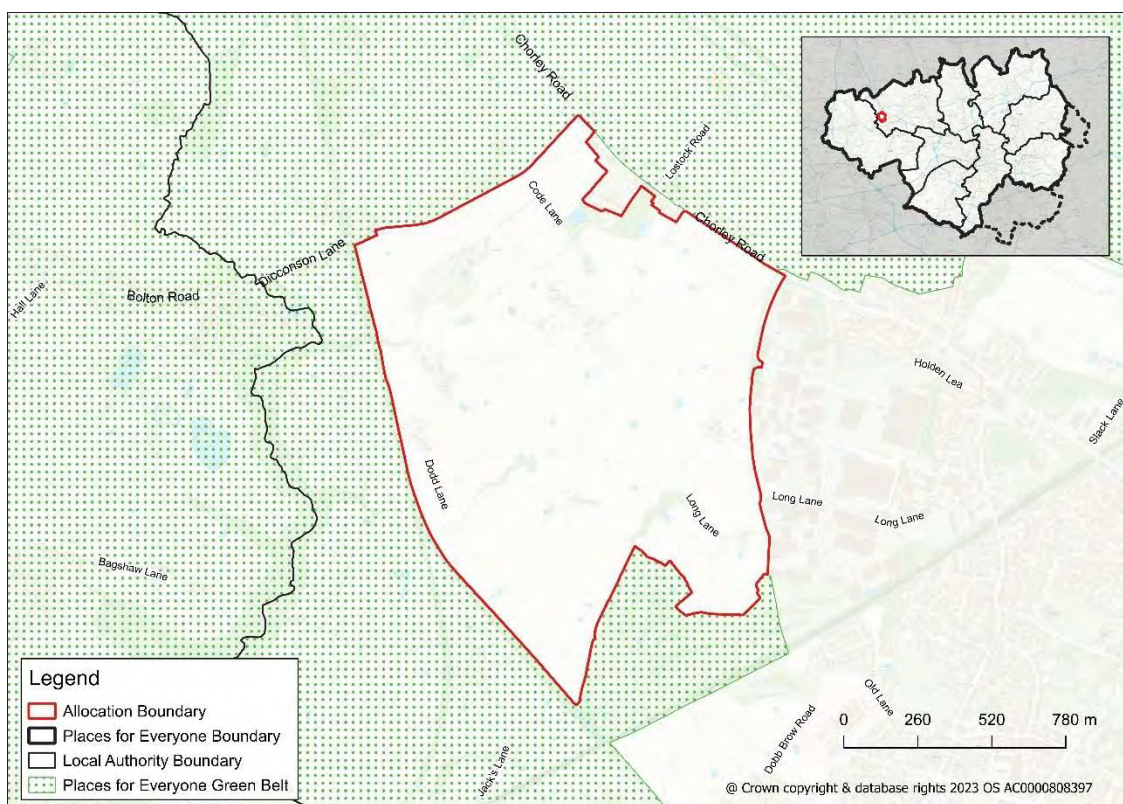 Chorley Road
Lostock Road
Code Lane
Chorley Road
Dicconson Lane
Hall Lane
Bolton Road
Holden Lea
Slack Lane
Dodd Lane
Long Lane
Long Lane
Long Lane
Bagshaw Lane
Old Lane
Dobb Brow Road
Jack's Lane
Legend
Allocation Boundary
Places for Everyone Boundary
Local Authority Boundary
Places for Everyone Green Belt
0 260 520 780 m
@ Crown copyright & database rights 2023 OS AC0000808397